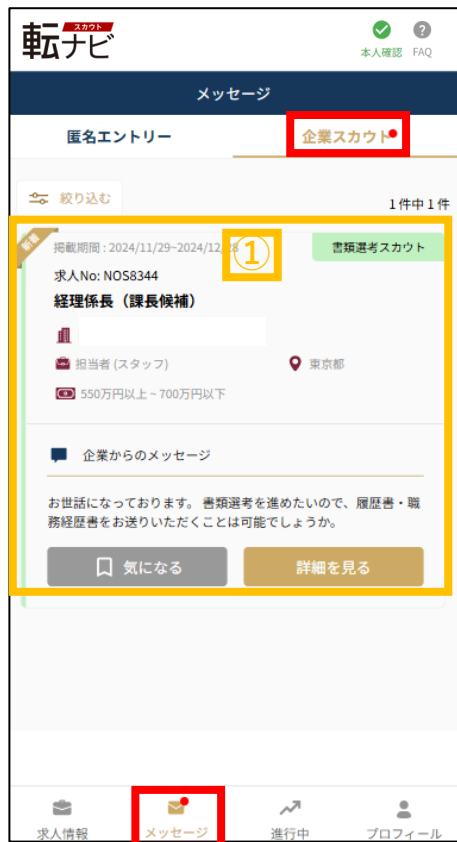 スカウト
転ナビ
本人確認 FAQ
メッセージ
匿名エントリー 企業スカウト
絞り込む
1件中1件
新着
掲載期間 : 2024/11/29~2024/12/28
①
書類選考スカウト
求人No: NOS8344
経理係長（課長候補）
担当者 (スタッフ) 東京都
550万円以上 ~ 700万円以下
企業からのメッセージ
お世話になっております。 書類選考を進めたいので、履歴書・職
務経歴書をお送りいただくことは可能でしょうか。
気になる 詳細を見る
求人情報 メッセージ 進行中 プロフィール